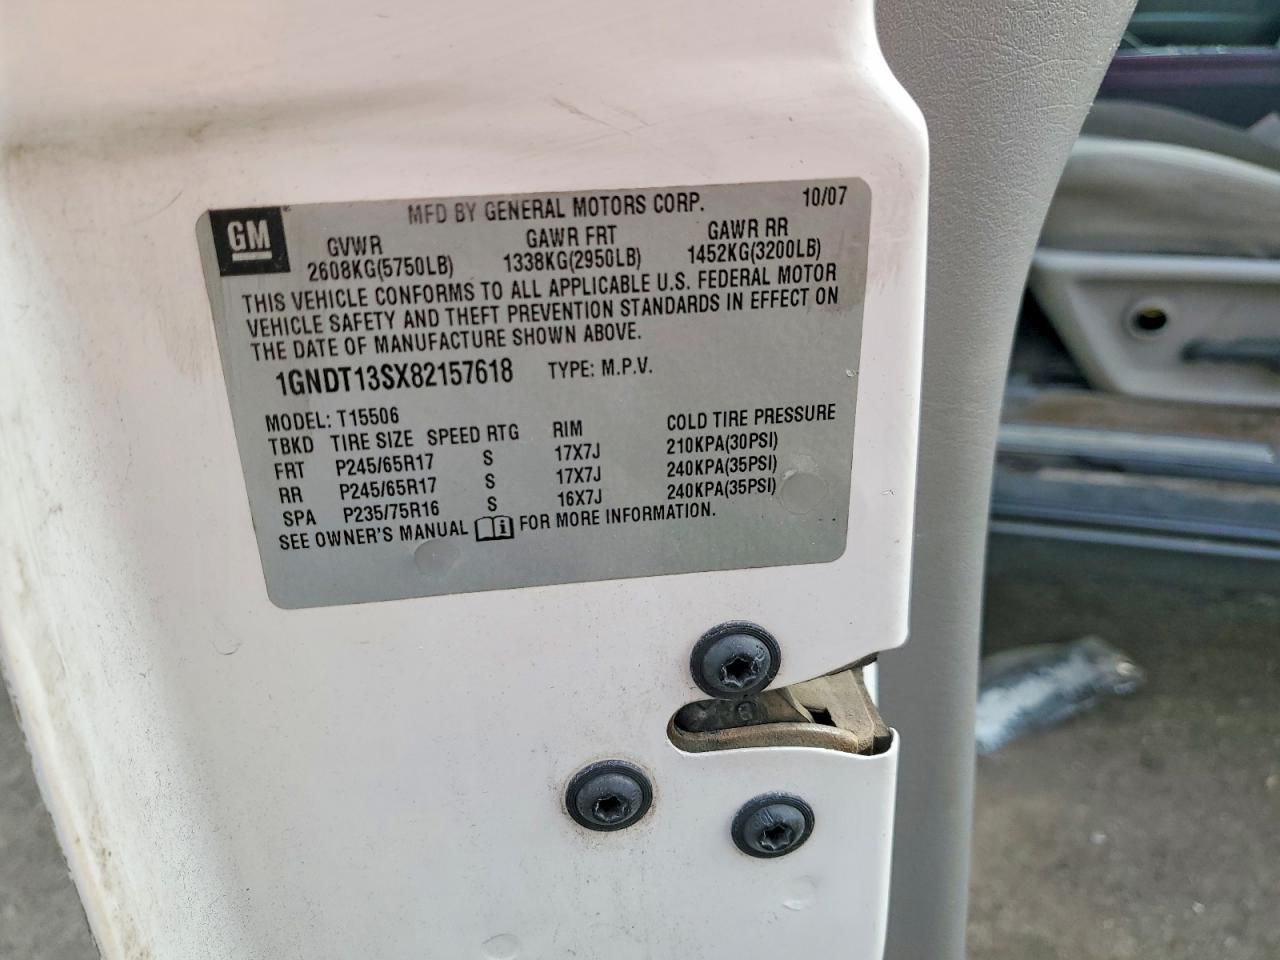 GM
MFD BY GENERAL MOTORS CORP. 10/07
GVWR GAWR FRT GAWR RR
2608KG(5750LB) 1338KG(2950LB) 1452KG(3200LB)
THIS VEHICLE CONFORMS TO ALL APPLICABLE U.S. FEDERAL MOTOR
VEHICLE SAFETY AND THEFT PREVENTION STANDARDS IN EFFECT ON
THE DATE OF MANUFACTURE SHOWN ABOVE.
1GNDT13SX82157618 TYPE: M.P.V.
MODEL: T15506
TBKD TIRE SIZE SPEED RTG RIM COLD TIRE PRESSURE
FRT P245/65R17 S 17X7J 210KPA(30PSI)
RR P245/65R17 S 17X7J 240KPA(35PSI)
SPA P235/75R16 S 16X7J 240KPA(35PSI)
SEE OWNER'S MANUAL i FOR MORE INFORMATION.